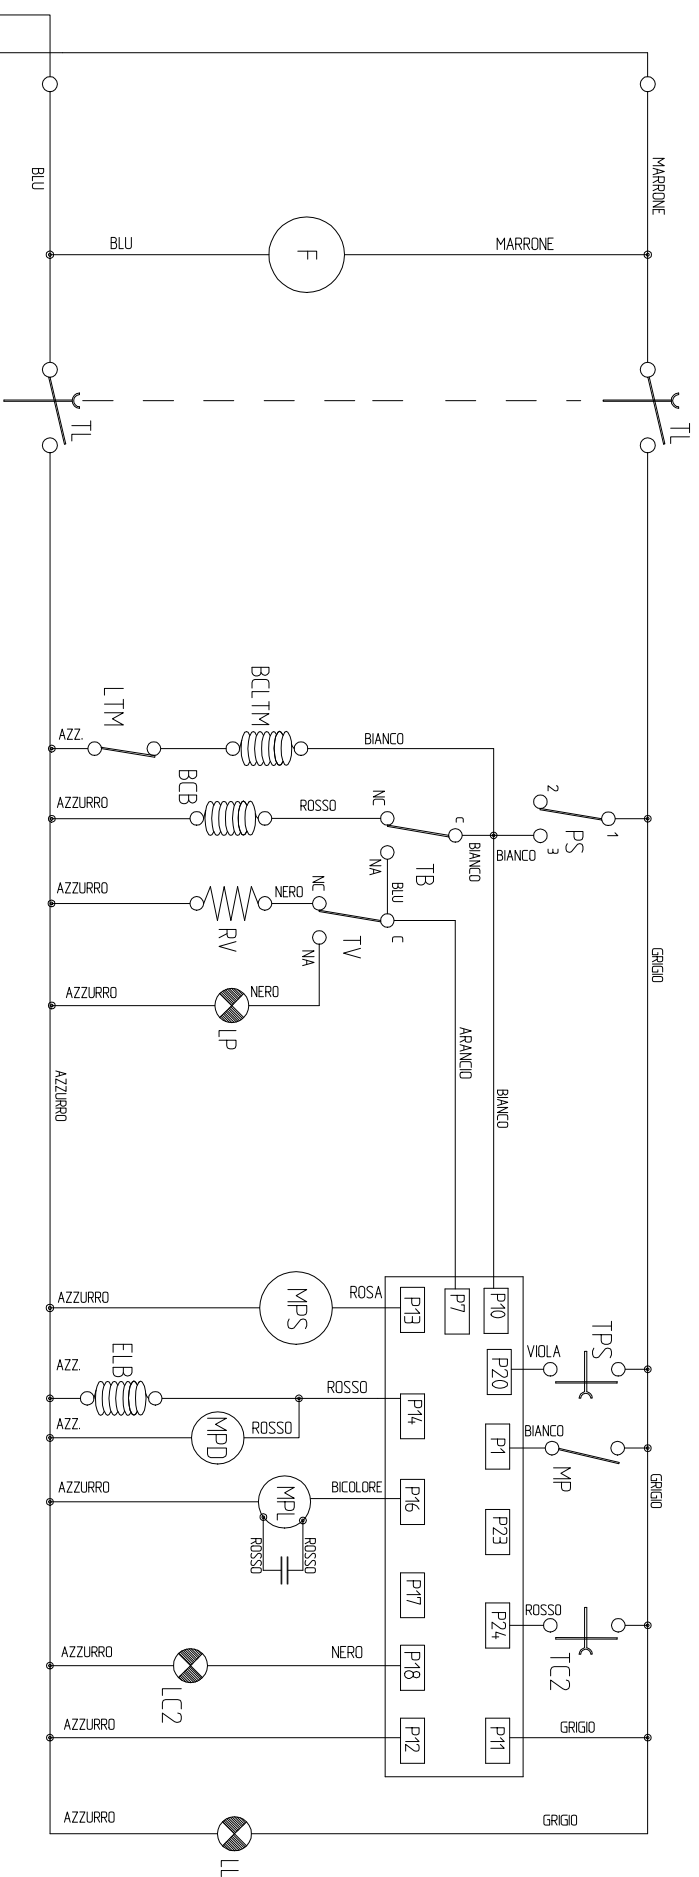 BLU
MARRONE
BLU
F
MARRONE
TL
TL
BCLTM
LTM
AZZ.
BIANCO
BCB
AZZURRO
ROSSO
NC
C
BIANCO
BIANCO
2
3
1
PS
TB
NA
BLU
C
AZZURRO
NERO
NC
RV
TV
NA
GRIGIO
AZZURRO
NERO
LP
ARANCIO
AZZURRO
BIANCO
AZZURRO
MPS
ROSA
P13
P7
P10
TPS
VIOLA
P20
ELB
AZZ.
ROSSO
P14
AZZ.
MPD
ROSSO
BIANCO
P1
MP
AZZURRO
MPL
BICOLORE
P16
GRIGIO
P23
ROSSO
ROSSO
P17
ROSSO
P24
TC2
AZZURRO
LC2
NERO
P18
AZZURRO
P12
P11
GRIGIO
AZZURRO
LL
GRIGIO